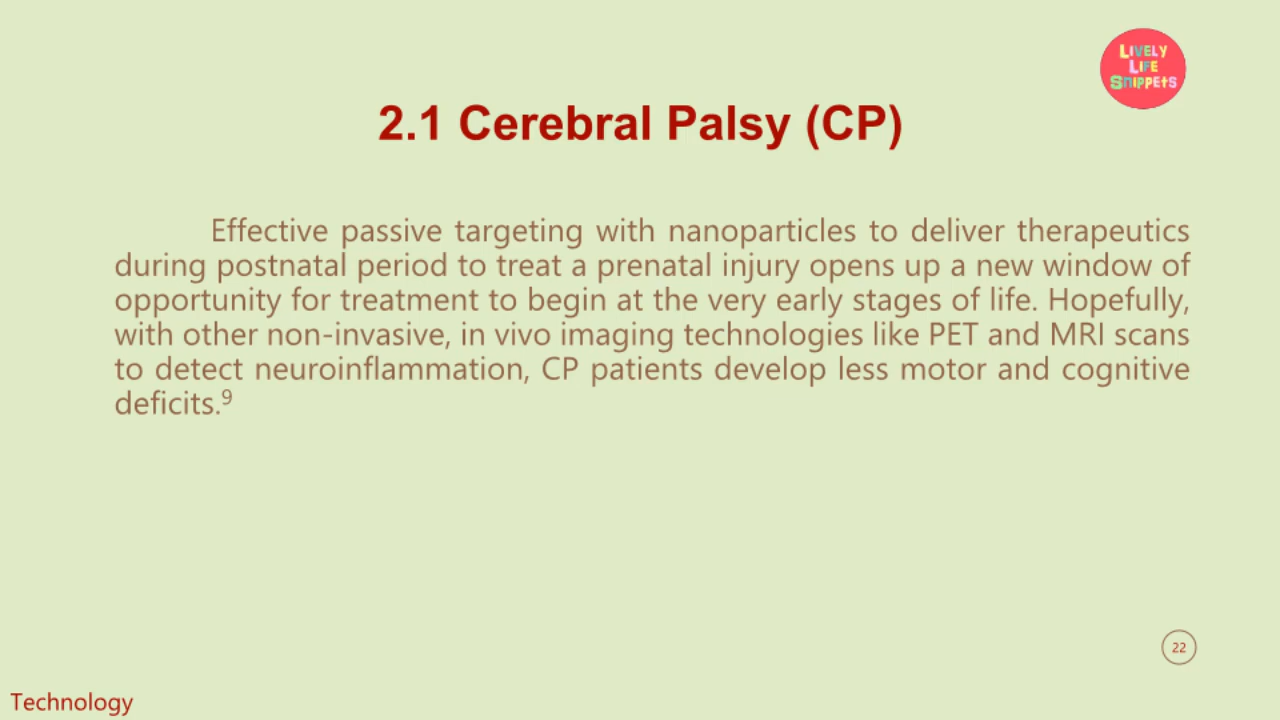 LIVELY
LIFE
SNIPPETS
2.1 Cerebral Palsy (CP)
Effective passive targeting with nanoparticles to deliver therapeutics
during postnatal period to treat a prenatal injury opens up a new window of
opportunity for treatment to begin at the very early stages of life. Hopefully,
with other non-invasive, in vivo imaging technologies like PET and MRI scans
to detect neuroinflammation, CP patients develop less motor and cognitive
deficits.⁹
22
Technology